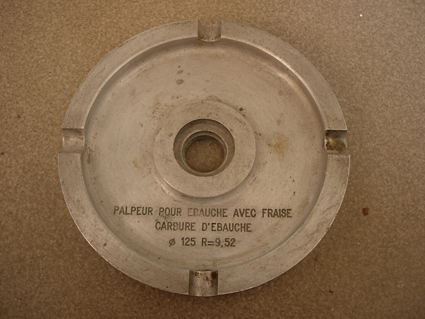 PALPEUR POUR EBAUCHE AVEC FRAISE
CARBURE D'EBAUCHE
ø 125 R=9,52